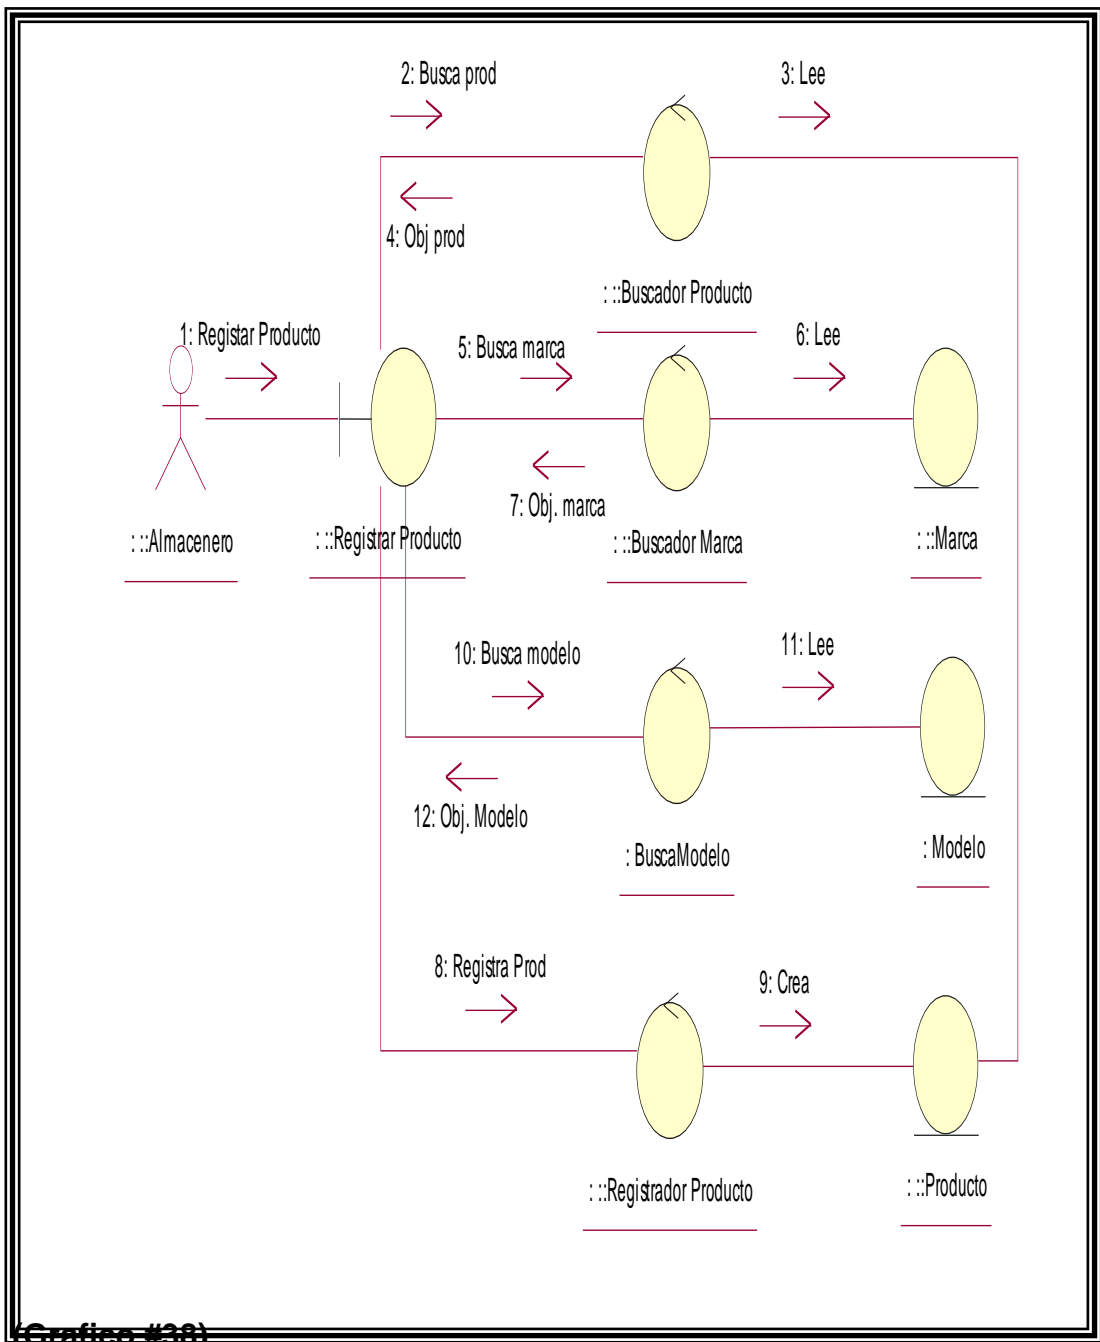 2: Busca prod
3: Lee
4: Obj prod
: ::Buscador Producto
1: Registar Producto
5: Busca marca
6: Lee
7: Obj. marca
: ::Almacenero
: ::Registrar Producto
: ::Buscador Marca
: ::Marca
10: Busca modelo
11: Lee
12: Obj. Modelo
: BuscaModelo
: Modelo
8: Registra Prod
9: Crea
: ::Registrador Producto
: ::Producto
(Grafico #38)